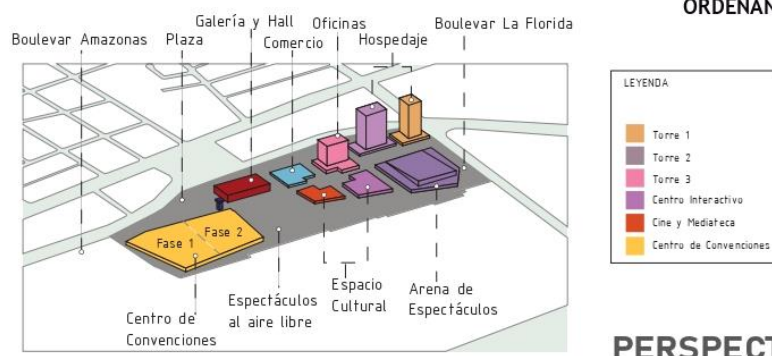 ORDENAN
Galería y Hall
Oficinas
Boulevar La Florida
Boulevar Amazonas
Plaza
Comercio
Hospedaje
Fase 1
Fase 2
Centro de
Convenciones
Espectáculos
al aire libre
Espacio
Cultural
Arena de
Espectáculos
LEYENDA
Torre 1
Torre 2
Torre 3
Centro Interactivo
Cine y Mediateca
Centro de Convenciones
PERSPECT